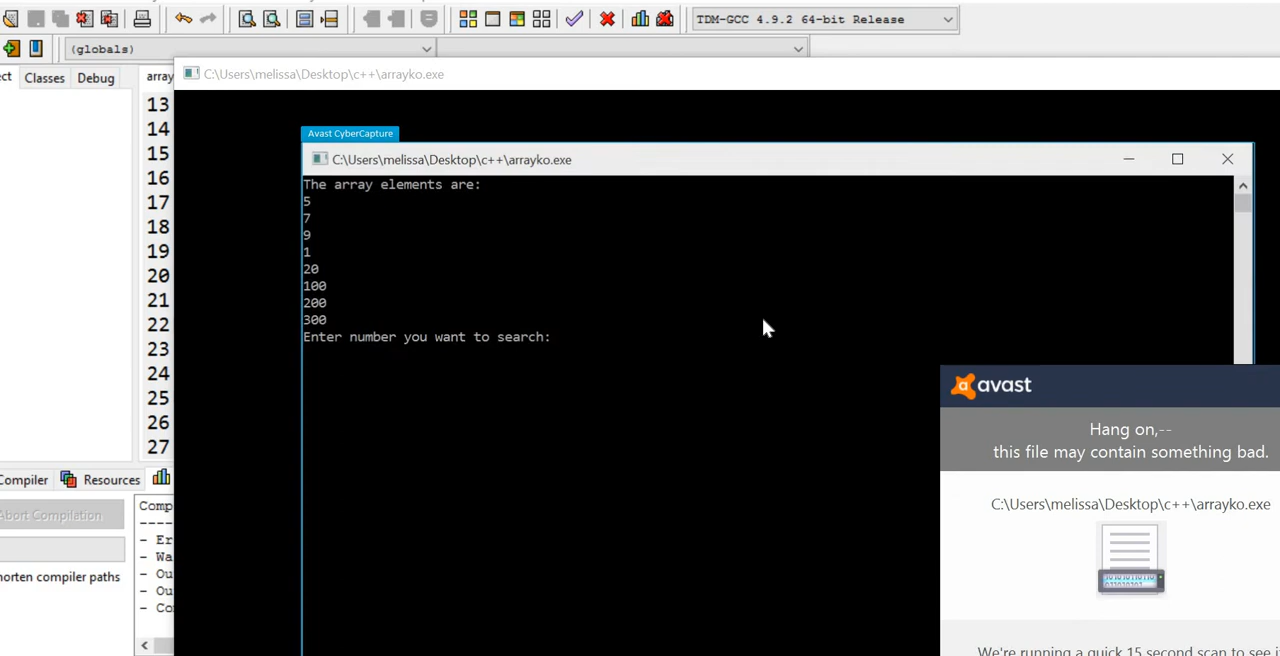 TDM-GCC 4.9.2 64-bit Release
(globals)
Classes
Debug
array
C:\Users\melissa\Desktop\c++\arrayko.exe
13
14
15
16
17
18
19
20
21
22
23
24
25
26
27
Avast CyberCapture
C:\Users\melissa\Desktop\c++\arrayko.exe
The array elements are:
5
7
9
1
20
100
200
300
Enter number you want to search:
avast
Hang on,--
this file may contain something bad.
C:\Users\melissa\Desktop\c++\arrayko.exe
We're running a quick 15 second scan to see
Compiler
Resources
Abort Compilation
horten compiler paths
Comp
- Er
- Wa
- Ou
- Ou
- Co